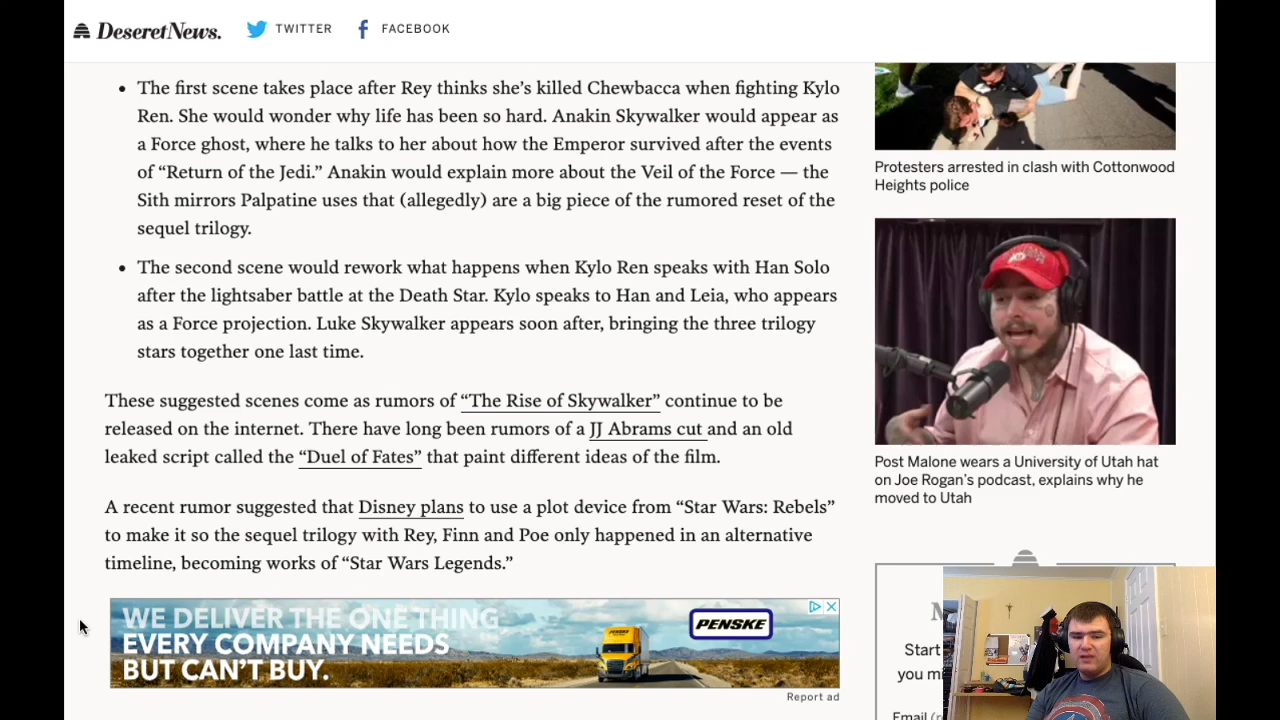 DeseretNews.
TWITTER
FACEBOOK
• The first scene takes place after Rey thinks she’s killed Chewbacca when fighting Kylo
Ren. She would wonder why life has been so hard. Anakin Skywalker would appear as
a Force ghost, where he talks to her about how the Emperor survived after the events
of “Return of the Jedi.” Anakin would explain more about the Veil of the Force — the
Sith mirrors Palpatine uses that (allegedly) are a big piece of the rumored reset of the
sequel trilogy.
• The second scene would rework what happens when Kylo Ren speaks with Han Solo
after the lightsaber battle at the Death Star. Kylo speaks to Han and Leia, who appears
as a Force projection. Luke Skywalker appears soon after, bringing the three trilogy
stars together one last time.
These suggested scenes come as rumors of “The Rise of Skywalker” continue to be
released on the internet. There have long been rumors of a JJ Abrams cut and an old
leaked script called the “Duel of Fates” that paint different ideas of the film.
A recent rumor suggested that Disney plans to use a plot device from “Star Wars: Rebels”
to make it so the sequel trilogy with Rey, Finn and Poe only happened in an alternative
timeline, becoming works of “Star Wars Legends.”
WE DELIVER THE ONE THING
EVERY COMPANY NEEDS
BUT CAN'T BUY.
PENSKE
Report ad
Protesters arrested in clash with Cottonwood
Heights police
Post Malone wears a University of Utah hat
on Joe Rogan’s podcast, explains why he
moved to Utah
Start
you
Email